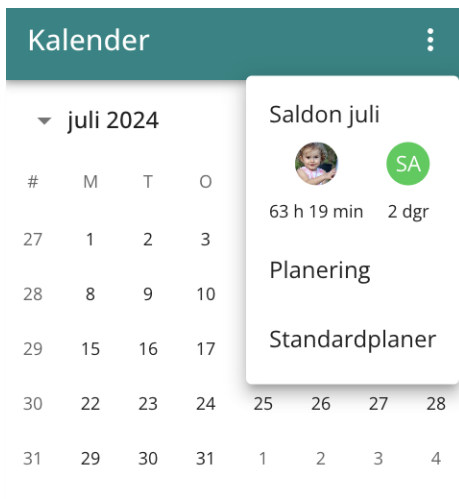 Kalender
juli 2024
Saldon juli
SA
63 h 19 min 2 dgr
Planering
Standardplaner
# M T O
27 1 2 3
28 8 9 10
29 15 16 17
30 22 23 24 25 26 27 28
31 29 30 31 1 2 3 4